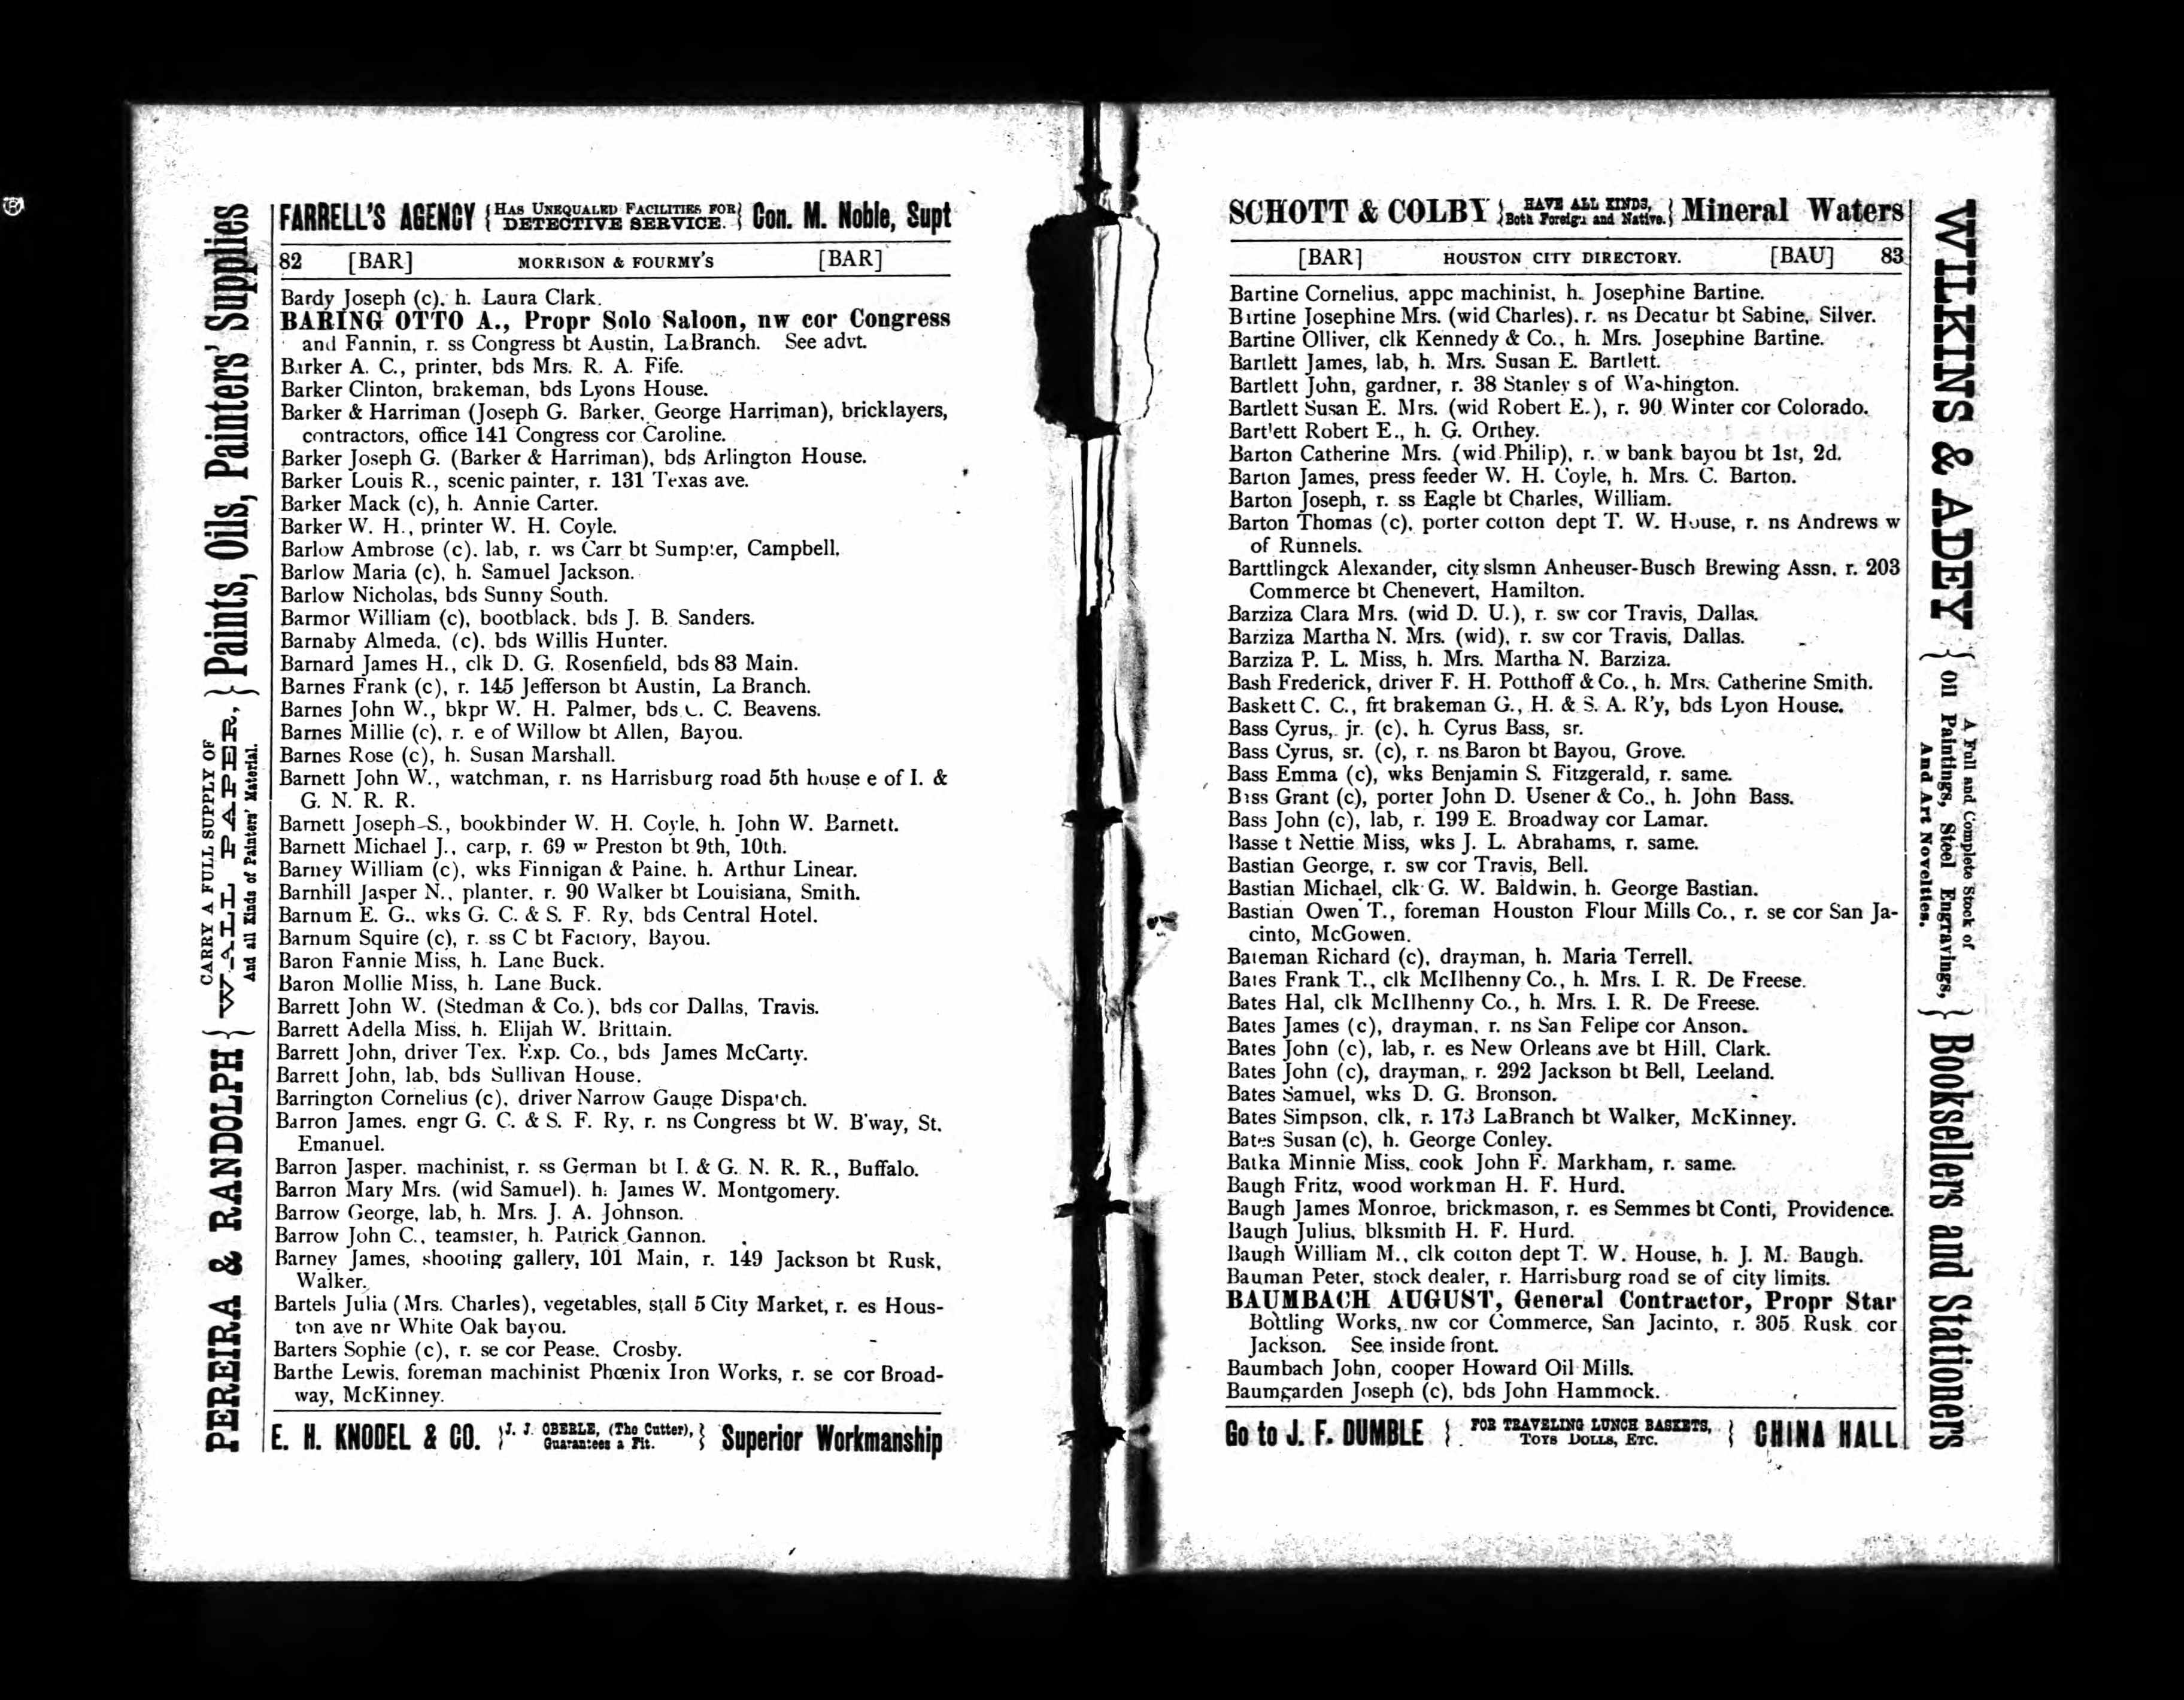 FARRELL'S AGENCY { HAS UNEQUALED FACILITIES FOR DETECTIVE SERVICE. } Con. M. Noble, Supt
82 [BAR] MORRISON & FOURMY'S [BAR]
Bardy Joseph (c). h. Laura Clark.
BARING OTTO A., Propr Solo Saloon, nw cor Congress
and Fannin, r. ss Congress bt Austin, LaBranch. See advt.
Barker A. C., printer, bds Mrs. R. A. Fife.
Barker Clinton, brakeman, bds Lyons House.
Barker & Harriman (Joseph G. Barker, George Harriman), bricklayers,
contractors, office 141 Congress cor Caroline.
Barker Joseph G. (Barker & Harriman), bds Arlington House.
Barker Louis R., scenic painter, r. 131 Texas ave.
Barker Mack (c), h. Annie Carter.
Barker W. H., printer W. H. Coyle.
Barlow Ambrose (c). lab, r. ws Carr bt Sumpter, Campbell.
Barlow Maria (c), h. Samuel Jackson.
Barlow Nicholas, bds Sunny South.
Barmor William (c), bootblack, bds J. B. Sanders.
Barnaby Almeda, (c). bds Willis Hunter.
Barnard James H., clk D. G. Rosenfield, bds 83 Main.
Barnes Frank (c), r. 145 Jefferson bt Austin, La Branch.
Barnes John W., bkpr W. H. Palmer, bds C. C. Beavens.
Barnes Millie (c), r. e of Willow bt Allen, Bayou.
Barnes Rose (c), h. Susan Marshall.
Barnett John W., watchman, r. ns Harrisburg road 5th house e of I. &
G. N. R. R.
Barnett Joseph S., bookbinder W. H. Coyle, h. John W. Barnett.
Barnett Michael J., carp, r. 69 w Preston bt 9th, 10th.
Barney William (c), wks Finnigan & Paine. h. Arthur Linear.
Barnhill Jasper N., planter, r. 90 Walker bt Louisiana, Smith.
Barnum E. G., wks G. C. & S. F. Ry, bds Central Hotel.
Barnum Squire (c), r. ss C bt Factory, Bayou.
Baron Fannie Miss, h. Lane Buck.
Baron Mollie Miss, h. Lane Buck.
Barrett John W. (Stedman & Co.), bds cor Dallas, Travis.
Barrett Adella Miss, h. Elijah W. Brittain.
Barrett John, driver Tex. Exp. Co., bds James McCarty.
Barrett John, lab, bds Sullivan House.
Barrington Cornelius (c), driver Narrow Gauge Dispatch.
Barron James, engr G. C. & S. F. Ry, r. ns Congress bt W. B'way, St.
Emanuel.
Barron Jasper, machinist, r. ss German bt I. & G. N. R. R., Buffalo.
Barron Mary Mrs. (wid Samuel). h. James W. Montgomery.
Barrow George, lab, h. Mrs. J. A. Johnson.
Barrow John C., teamster, h. Patrick Gannon.
Barney James, shooting gallery, 101 Main, r. 149 Jackson bt Rusk,
Walker.
Bartels Julia (Mrs. Charles), vegetables, stall 5 City Market, r. es Hous-
ton ave nr White Oak bayou.
Barters Sophie (c), r. se cor Pease, Crosby.
Barthe Lewis, foreman machinist Phœnix Iron Works, r. se cor Broad-
way, McKinney.
E. H. KNODEL & CO. } J. J. OBERLE, (The Cutter), Guarantees a Fit. } Superior Workmanship
PEREIRA & RANDOLPH { CARRY A FULL SUPPLY OF WALL PAPER, And all Kinds of Painters' Material. } Paints, Oils, Painters' Supplies
SCHOTT & COLBY } HAVE ALL KINDS, Both Foreign and Native. { Mineral Waters
[BAR] HOUSTON CITY DIRECTORY. [BAU] 83
Bartine Cornelius, appc machinist, h. Josephine Bartine.
Bartine Josephine Mrs. (wid Charles). r. ns Decatur bt Sabine, Silver.
Bartine Olliver, clk Kennedy & Co., h. Mrs. Josephine Bartine.
Bartlett James, lab, h. Mrs. Susan E. Bartlett.
Bartlett John, gardner, r. 38 Stanley s of Washington.
Bartlett Susan E. Mrs. (wid Robert E.), r. 90 Winter cor Colorado.
Bartlett Robert E., h. G. Orthey.
Barton Catherine Mrs. (wid Philip), r. w bank bayou bt 1st, 2d.
Barton James, press feeder W. H. Coyle, h. Mrs. C. Barton.
Barton Joseph, r. ss Eagle bt Charles, William.
Barton Thomas (c), porter cotton dept T. W. House, r. ns Andrews w
of Runnels.
Barttlingck Alexander, city slsmn Anheuser-Busch Brewing Assn, r. 203
Commerce bt Chenevert, Hamilton.
Barziza Clara Mrs. (wid D. U.), r. sw cor Travis, Dallas.
Barziza Martha N. Mrs. (wid), r. sw cor Travis, Dallas.
Barziza P. L. Miss, h. Mrs. Martha N. Barziza.
Bash Frederick, driver F. H. Potthoff & Co., h. Mrs. Catherine Smith.
Baskett C. C., frt brakeman G., H. & S. A. R'y, bds Lyon House.
Bass Cyrus, jr. (c), h. Cyrus Bass, sr.
Bass Cyrus, sr. (c), r. ns Baron bt Bayou, Grove.
Bass Emma (c), wks Benjamin S. Fitzgerald, r. same.
Bass Grant (c), porter John D. Usener & Co., h. John Bass.
Bass John (c), lab, r. 199 E. Broadway cor Lamar.
Basse t Nettie Miss, wks J. L. Abrahams, r. same.
Bastian George, r. sw cor Travis, Bell.
Bastian Michael, clk G. W. Baldwin, h. George Bastian.
Bastian Owen T., foreman Houston Flour Mills Co., r. se cor San Ja-
cinto, McGowen.
Bateman Richard (c), drayman, h. Maria Terrell.
Bates Frank T., clk McIlhenny Co., h. Mrs. I. R. De Freese.
Bates Hal, clk McIlhenny Co., h. Mrs. I. R. De Freese.
Bates James (c), drayman, r. ns San Felipe cor Anson.
Bates John (c), lab, r. es New Orleans ave bt Hill, Clark.
Bates John (c), drayman, r. 292 Jackson bt Bell, Leeland.
Bates Samuel, wks D. G. Bronson.
Bates Simpson, clk, r. 173 LaBranch bt Walker, McKinney.
Bates Susan (c), h. George Conley.
Batka Minnie Miss, cook John F. Markham, r. same.
Baugh Fritz, wood workman H. F. Hurd.
Baugh James Monroe, brickmason, r. es Semmes bt Conti, Providence.
Baugh Julius, blksmith H. F. Hurd.
Baugh William M., clk cotton dept T. W. House, h. J. M. Baugh.
Bauman Peter, stock dealer, r. Harrisburg road se of city limits.
BAUMBACH AUGUST, General Contractor, Propr Star
Bottling Works, nw cor Commerce, San Jacinto, r. 305 Rusk cor
Jackson. See inside front.
Baumbach John, cooper Howard Oil Mills.
Baumgarden Joseph (c), bds John Hammock.
Go to J. F. DUMBLE { FOR TRAVELING LUNCH BASKETS, TOYS DOLLS, ETC. } CHINA HALL
WILKINS & ADEY } A Full and Complete Stock of on Paintings, Steel Engravings, And Art Novelties. } Booksellers and Stationers